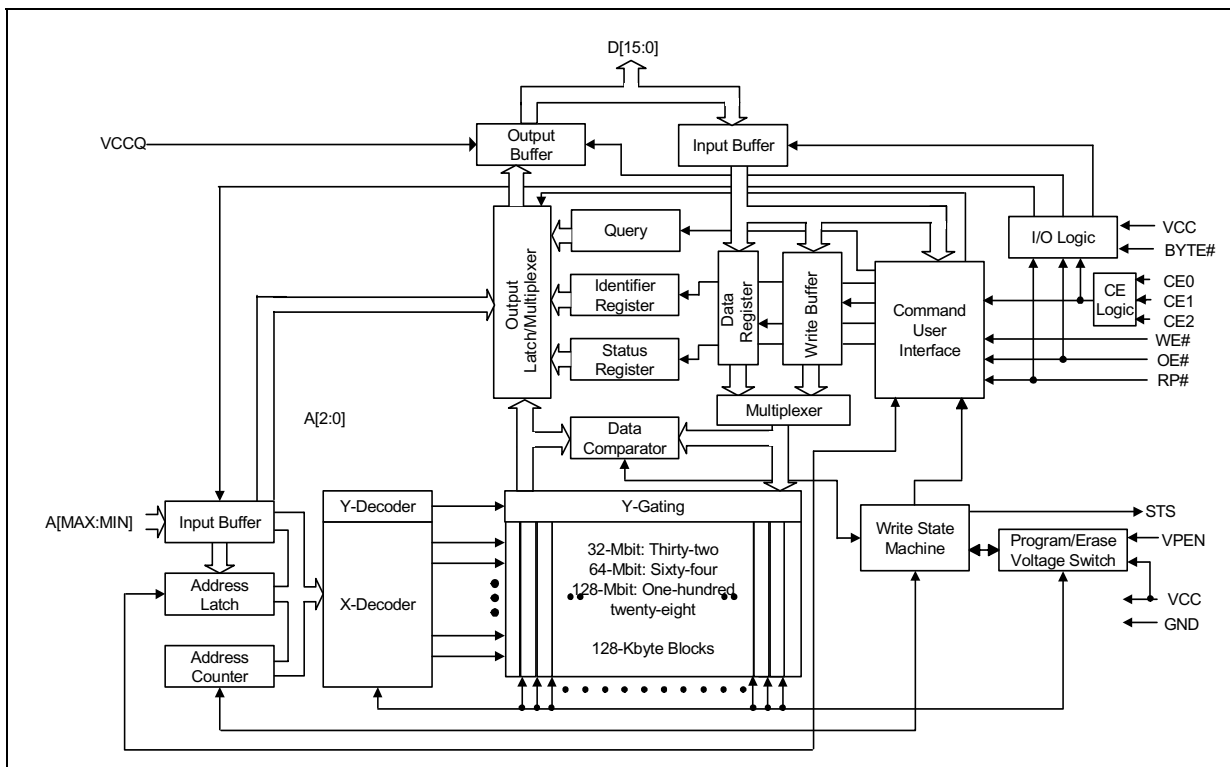 D[15:0]
VCCQ
Output
Buffer
Input Buffer
Query
I/O Logic
VCC
BYTE#
Output
Latch/Multiplexer
Identifier
Register
Data
Register
Write Buffer
Command
User
Interface
CE
Logic
CE0
CE1
CE2
WE#
OE#
RP#
Status
Register
Multiplexer
A[2:0]
Data
Comparator
A[MAX:MIN]
Input Buffer
Y-Decoder
Y-Gating
Write State
Machine
STS
Program/Erase
Voltage Switch
VPEN
32-Mbit: Thirty-two
64-Mbit: Sixty-four
128-Mbit: One-hundred
twenty-eight
128-Kbyte Blocks
Address
Latch
X-Decoder
VCC
GND
Address
Counter